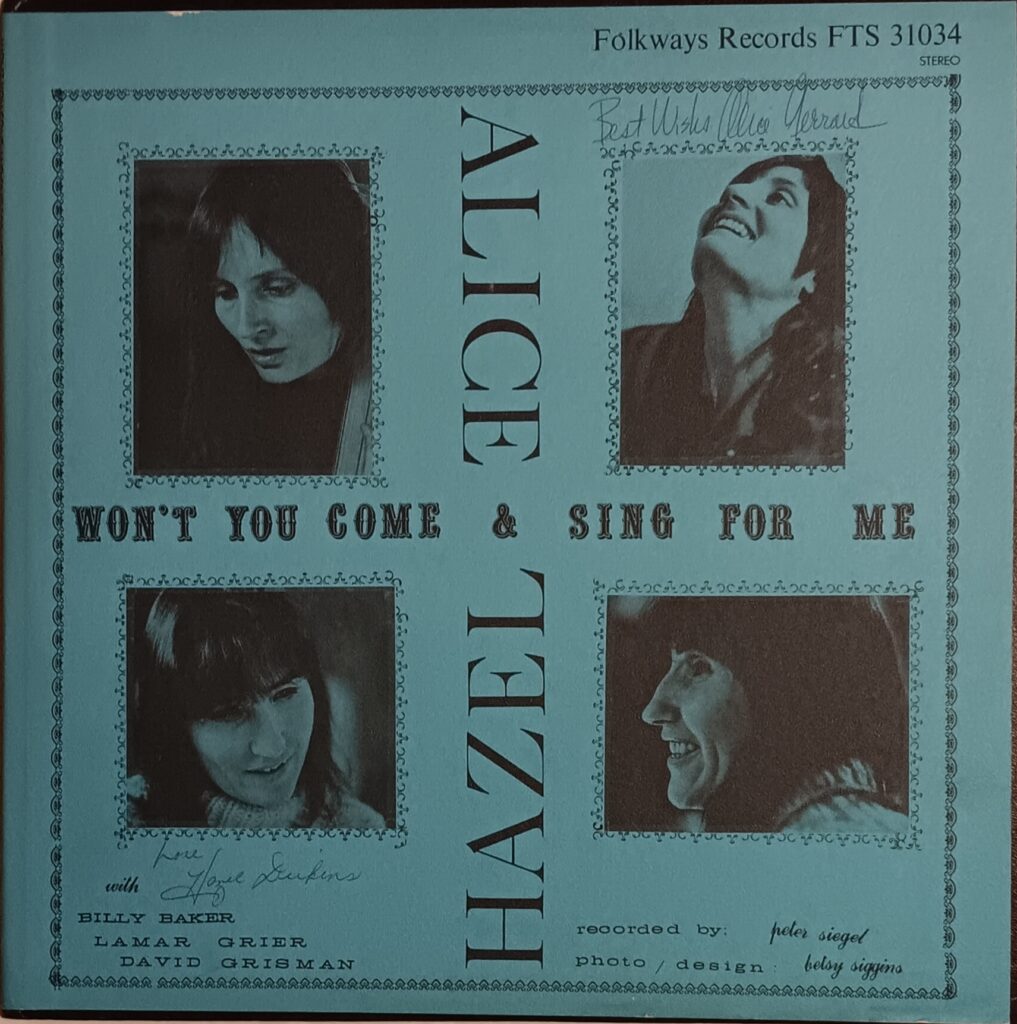 Folkways Records FTS 31034
STEREO
Best Wishes Alice Gerrard
ALICE
WON'T YOU COME & SING FOR ME
HAZEL
Love
Hazel Dickens
with
BILLY BAKER
LAMAR GRIER
DAVID GRISMAN
recorded by: peter siegel
photo / design: betsy siggins